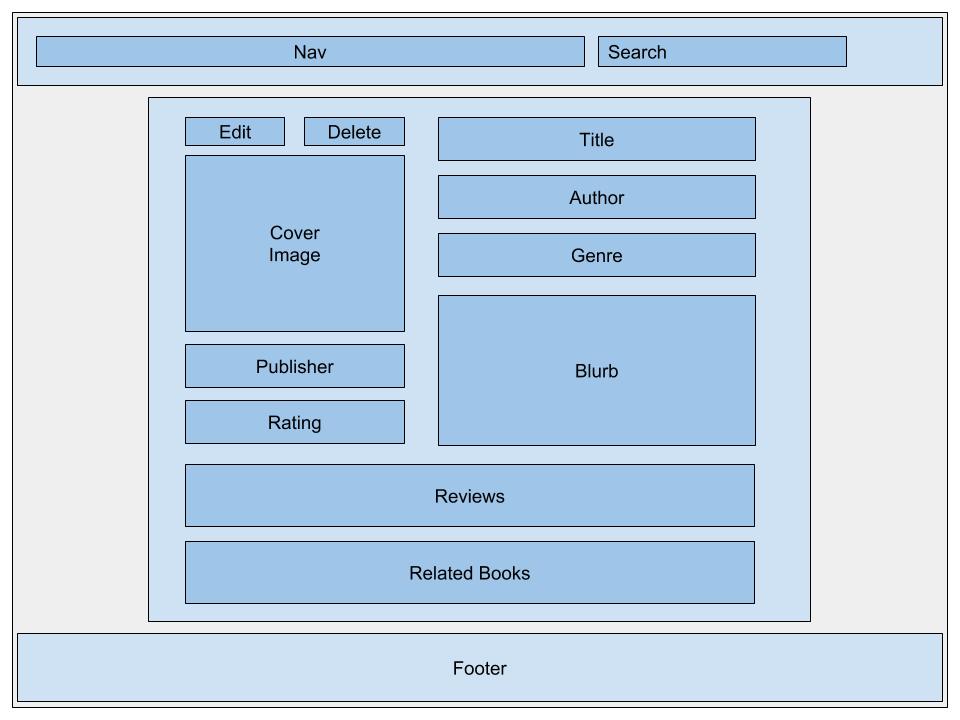 Nav
Search
Edit
Delete
Title
Cover
Image
Author
Genre
Publisher
Blurb
Rating
Reviews
Related Books
Footer